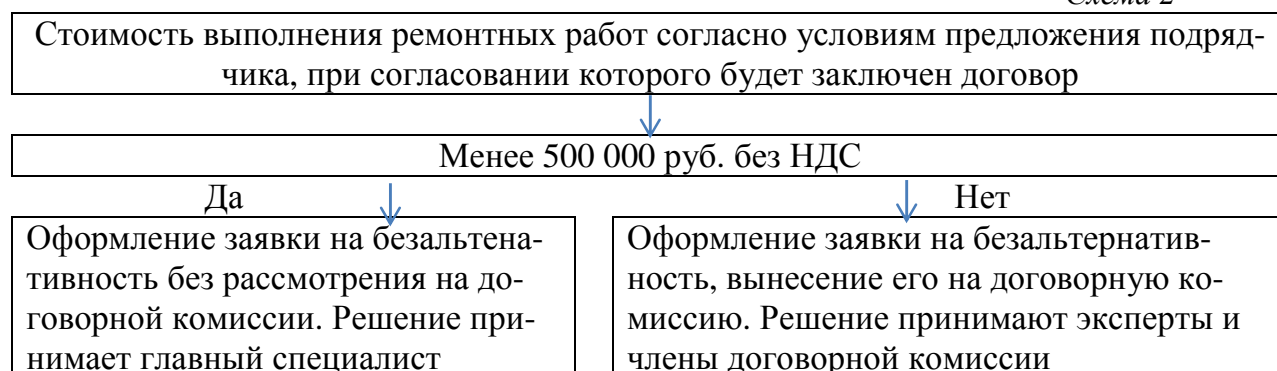 Схема 2
Стоимость выполнения ремонтных работ согласно условиям предложения подряд-
чика, при согласовании которого будет заключен договор
Менее 500 000 руб. без НДС
Да
Нет
Оформление заявки на безальтена-
тивность без рассмотрения на до-
говорной комиссии. Решение при-
нимает главный специалист
Оформление заявки на безальтернатив-
ность, вынесение его на договорную ко-
миссию. Решение принимают эксперты и
члены договорной комиссии